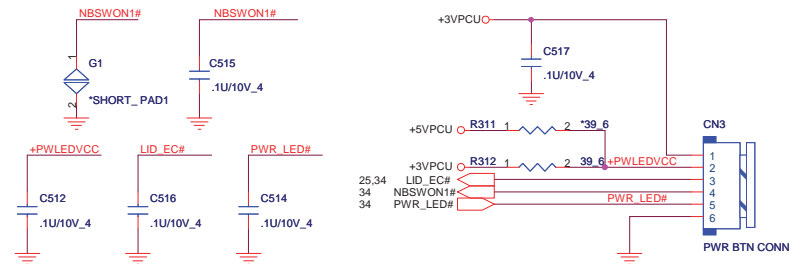 NBSWON1#
NBSWON1#
+3VPCU
1
G1
C515
C517
.1U/10V_4
.1U/10V_4
*SHORT_ PAD1
2
CN3
+5VPCU
R311
1
2
*39_6
1
+PWLEDVCC
LID_EC#
PWR_LED#
+3VPCU
R312
1
2
39_6
+PWLEDVCC
2
25,34
LID_EC#
3
34
NBSWON1#
4
C512
C516
C514
34
PWR_LED#
PWR_LED#
5
.1U/10V_4
.1U/10V_4
.1U/10V_4
6
PWR BTN CONN